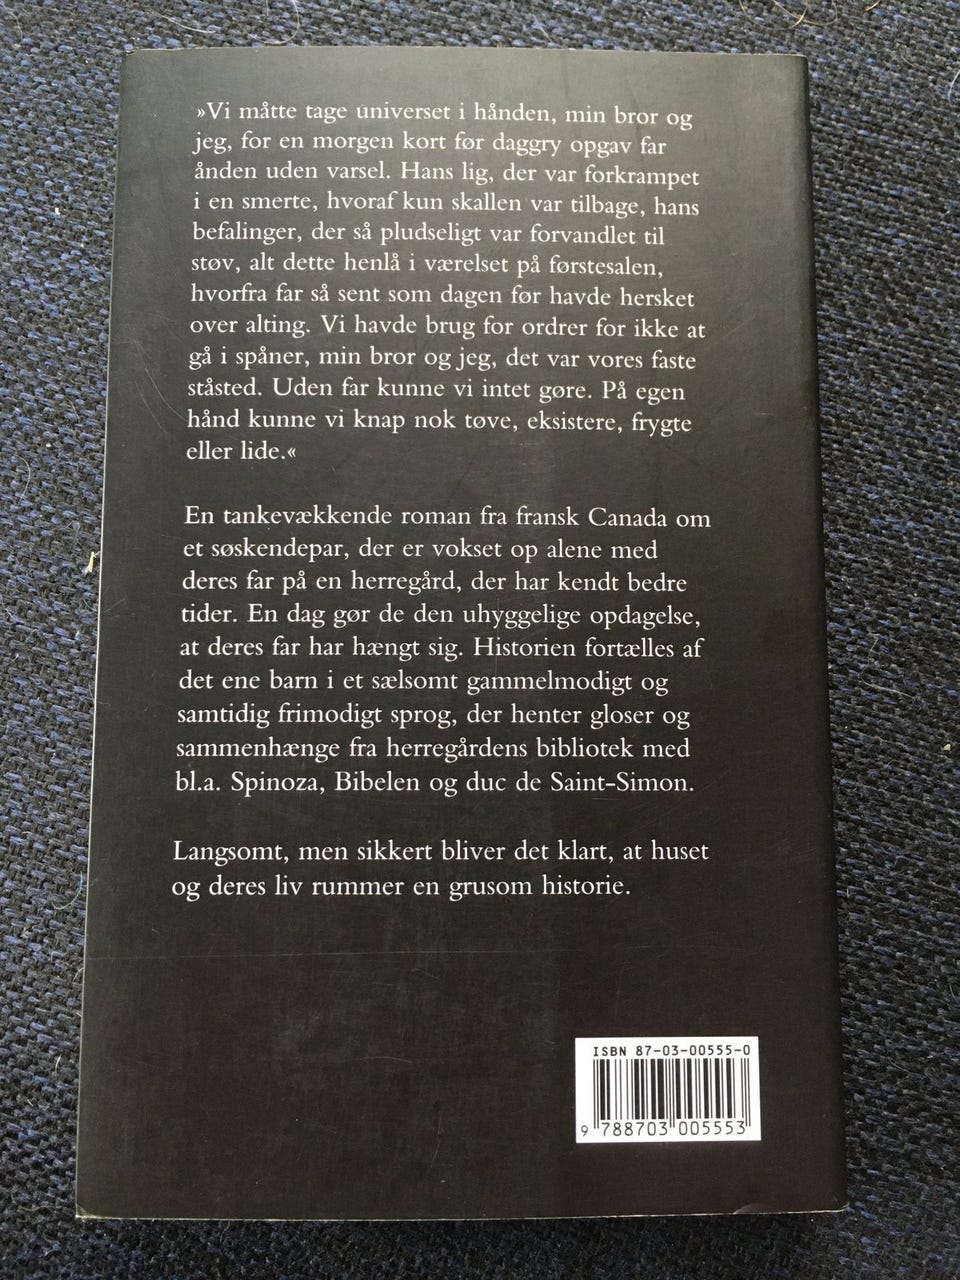 »Vi måtte tage universet i hånden, min bror og
jeg, for en morgen kort før daggry opgav far
ånden uden varsel. Hans lig, der var forkrampet
i en smerte, hvoraf kun skallen var tilbage, hans
befalinger, der så pludseligt var forvandlet til
støv, alt dette henlå i værelset på førstesalen,
hvorfra far så sent som dagen før havde hersket
over alting. Vi havde brug for ordrer for ikke at
gå i spåner, min bror og jeg, det var vores faste
ståsted. Uden far kunne vi intet gøre. På egen
hånd kunne vi knap nok tøve, eksistere, frygte
eller lide.«
En tankevækkende roman fra fransk Canada om
et søskendepar, der er vokset op alene med
deres far på en herregård, der har kendt bedre
tider. En dag gør de den uhyggelige opdagelse,
at deres far har hængt sig. Historien fortælles af
det ene barn i et sælsomt gammelmodigt og
samtidig frimodigt sprog, der henter gloser og
sammenhænge fra herregårdens bibliotek med
bl.a. Spinoza, Bibelen og duc de Saint-Simon.
Langsomt, men sikkert bliver det klart, at huset
og deres liv rummer en grusom historie.
ISBN 87-03-00555-0
9 788703 005553